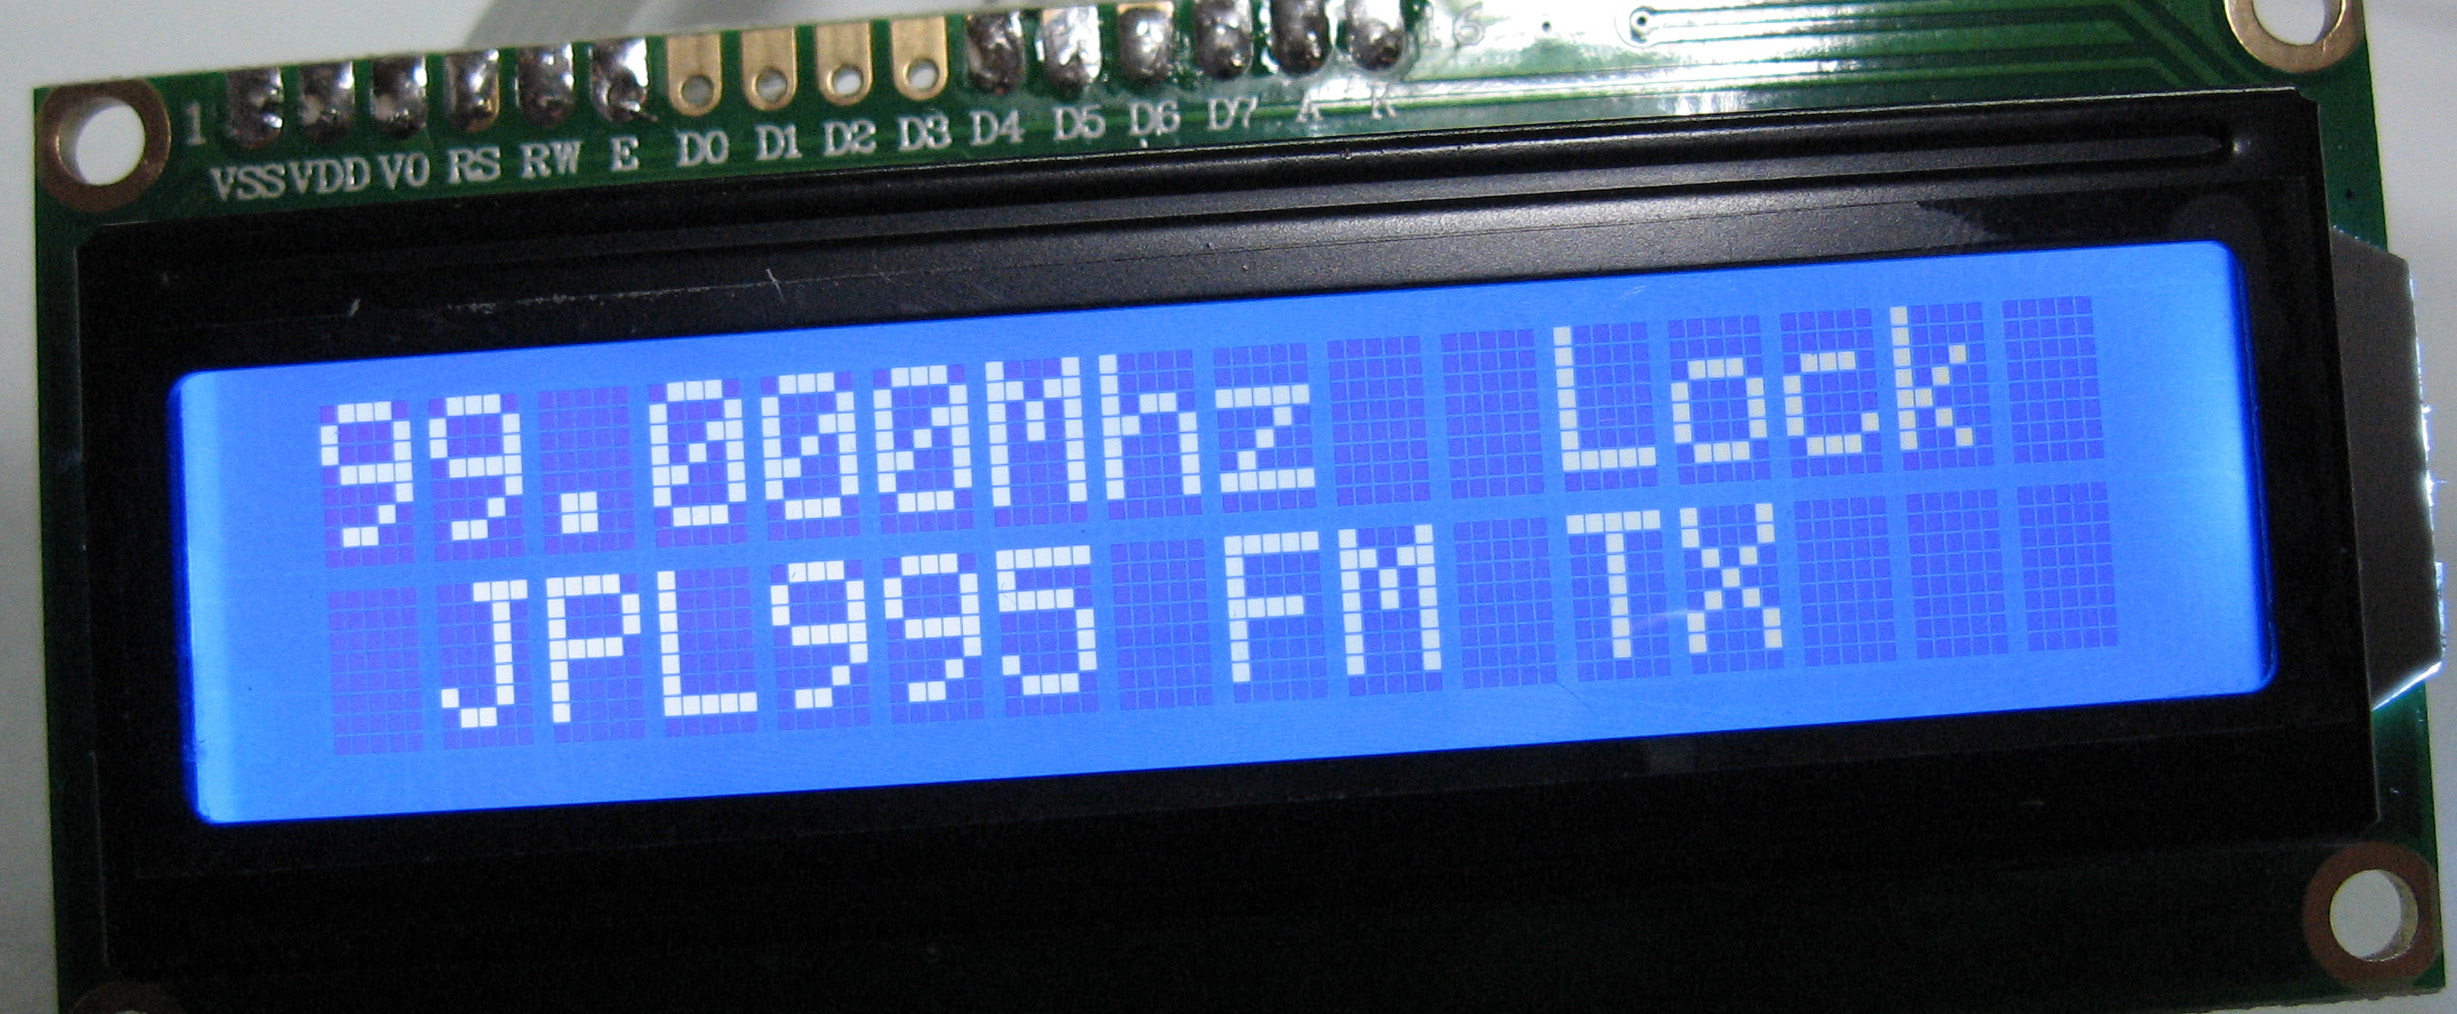 1 16
VSS VDD V0 RS RW E D0 D1 D2 D3 D4 D5 D6 D7 A K
99.000Mhz  Lock
JPL995 FM TX